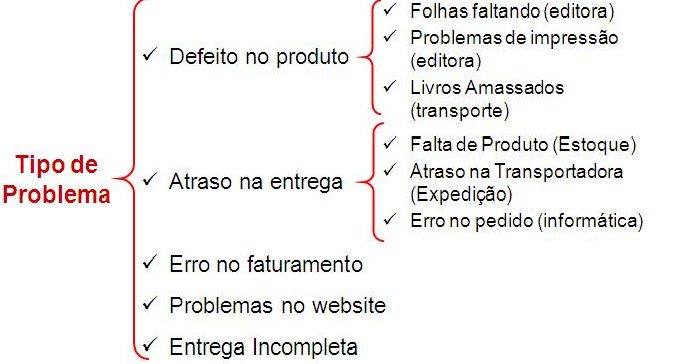 Tipo de
Problema
✓ Defeito no produto
✓ Folhas faltando (editora)
✓ Problemas de impressão
(editora)
✓ Livros Amassados
(transporte)
✓ Atraso na entrega
✓ Falta de Produto (Estoque)
✓ Atraso na Transportadora
(Expedição)
✓ Erro no pedido (informática)
✓ Erro no faturamento
✓ Problemas no website
✓ Entrega Incompleta